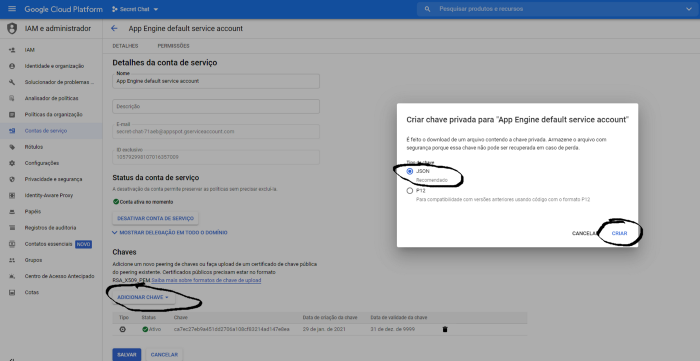 Google Cloud Platform
Secret Chat
Pesquisar produtos e recursos
IAM e administrador
App Engine default service account
DETALHES
PERMISSÕES
IAM
Identidade e organização
Solucionador de problemas ...
Analisador de políticas
Políticas da organização
Contas de serviço
Rótulos
Configurações
Privacidade e segurança
Identity-Aware Proxy
Papéis
Registros de auditoria
Contatos essenciais NOVO
Grupos
Centro de Acesso Antecipado
Cotas
Detalhes da conta de serviço
Nome
App Engine default service account
Descrição
E-mail
ID exclusivo
Status da conta de serviço
A desativação da conta permite preservar as políticas sem precisar excluí-la.
Conta ativa no momento
DESATIVAR CONTA DE SERVIÇO
MOSTRAR DELEGAÇÃO EM TODO O DOMÍNIO
Chaves
Adicione um novo peering de chaves ou faça upload de um certificado de chave pública
do peering existente. Certificados públicos precisam estar no formato
RSA_X509_PEM. Saiba mais sobre formatos de chave de upload
ADICIONAR CHAVE
Tipo Status Chave Data de criação da chave Data de validade da chave
Ativo 29 de jan. de 2021 31 de dez. de 9999
SALVAR CANCELAR
Criar chave privada para "App Engine default service account"
É feito o download de um arquivo contendo a chave privada. Armazene o arquivo com
segurança porque essa chave não pode ser recuperada em caso de perda.
Tipo de chave
JSON
Recomendado
P12
Para compatibilidade com versões anteriores usando código com o formato P12
CANCELAR CRIAR